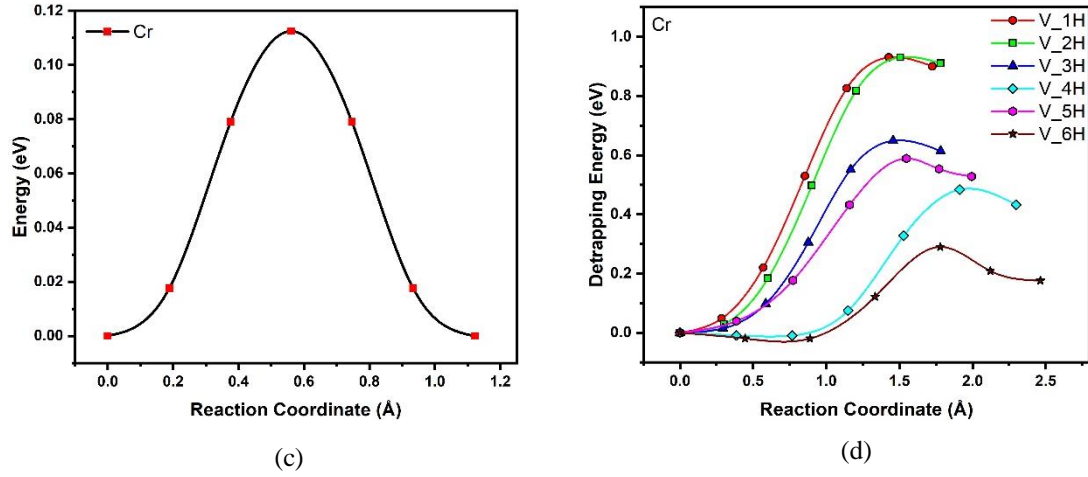 Cr
Energy (eV)
0.12
0.10
0.08
0.06
0.04
0.02
0.00
0.0 0.2 0.4 0.6 0.8 1.0 1.2
Reaction Coordinate (Å)
(c)
Cr
V_1H
V_2H
V_3H
V_4H
V_5H
V_6H
Detrapping Energy (eV)
1.0
0.8
0.6
0.4
0.2
0.0
0.0 0.5 1.0 1.5 2.0 2.5
Reaction Coordinate (Å)
(d)